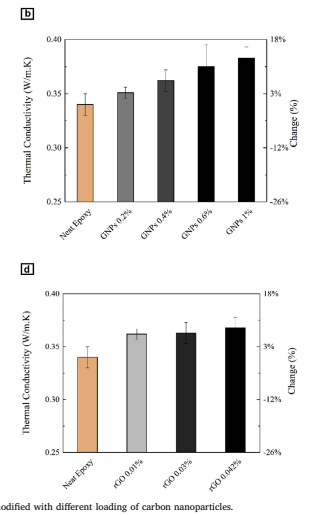 b
0.40
18%
0.35
3%
0.30
-12%
0.25
-26%
Thermal Conductivity (W/m.K)
Change (%)
Neat Epoxy
GNPs 0.2%
GNPs 0.4%
GNPs 0.6%
GNPs 1%
d
0.40
18%
0.35
3%
0.30
-12%
0.25
-26%
Thermal Conductivity (W/m.K)
Change (%)
Neat Epoxy
rGO 0.01%
rGO 0.03%
rGO 0.042%
odified with different loading of carbon nanoparticles.